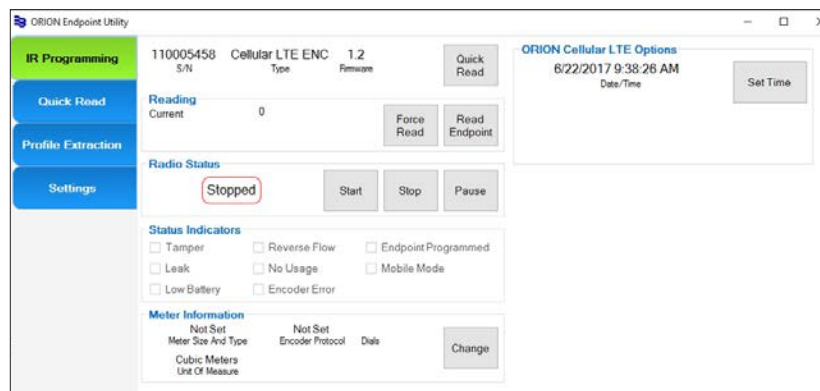 ORION Endpoint Utility
IR Programming
Quick Read
Profile Extraction
Settings
110005458 Cellular LTE ENC 1.2
S/N Type Firmware
Quick
Read
Reading
Current 0
Force
Read
Read
Endpoint
Radio Status
Stopped
Start
Stop
Pause
Status Indicators
Tamper Reverse Flow Endpoint Programmed
Leak No Usage Mobile Mode
Low Battery Encoder Error
Meter Information
Not Set Not Set
Meter Size And Type Encoder Protocol Dials
Cubic Meters
Unit Of Measure
Change
ORION Cellular LTE Options
6/22/2017 9:38:26 AM
Date/Time
Set Time